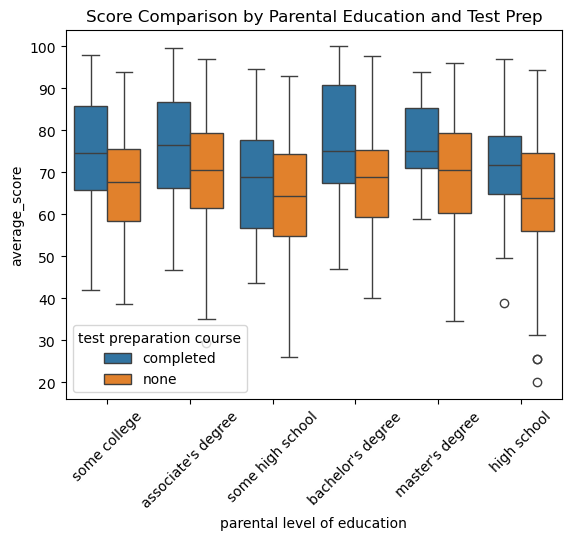 Score Comparison by Parental Education and Test Prep
100
90
80
70
60
50
40
30
20
average_score
test preparation course
completed
none
some college
associate's degree
some high school
bachelor's degree
master's degree
high school
parental level of education